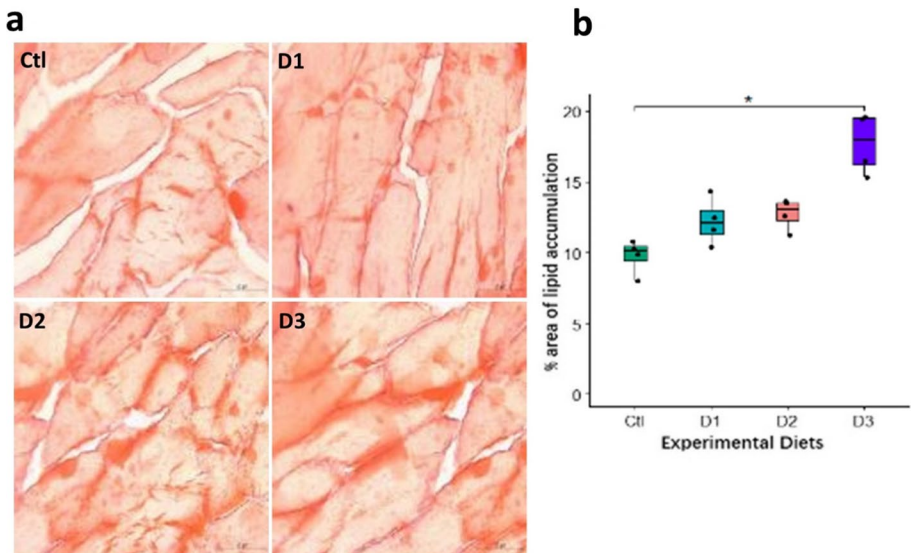 a
b
Ctl
D1
D2
D3
% area of lipid accumulation
20
15
10
5
0
*
Ctl
D1
D2
D3
Experimental Diets